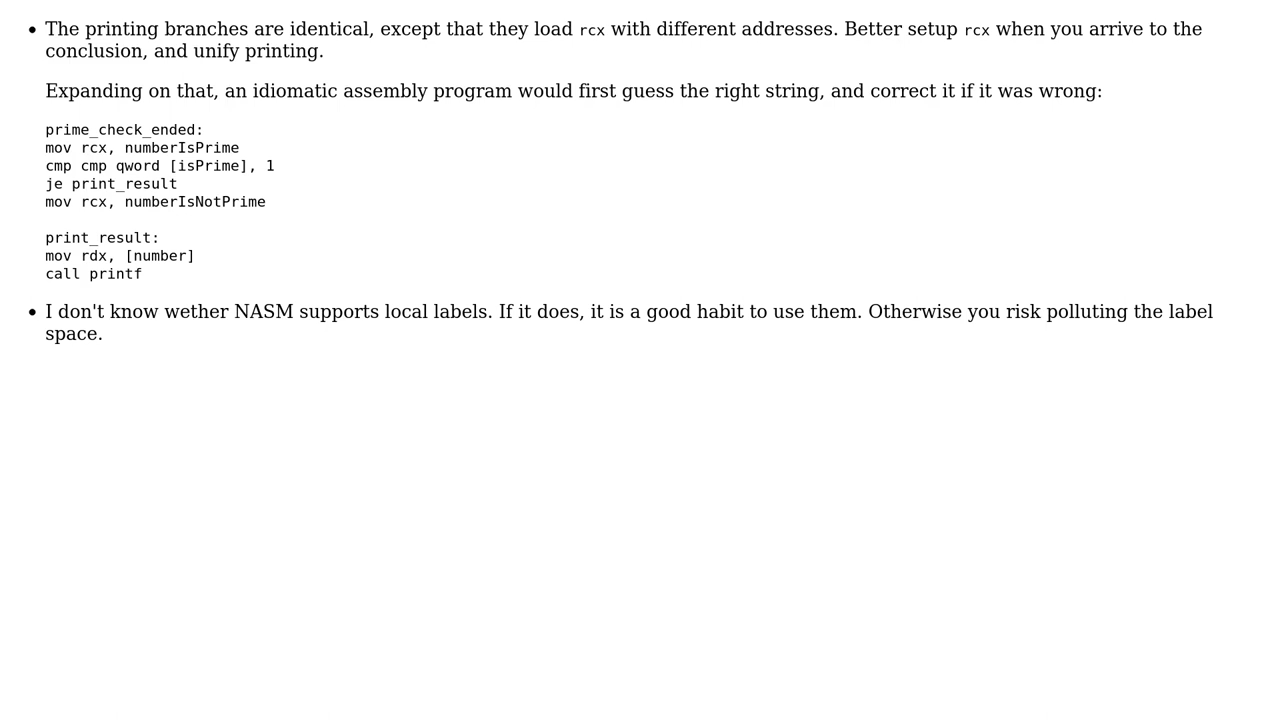 • The printing branches are identical, except that they load rcx with different addresses. Better setup rcx when you arrive to the
conclusion, and unify printing.
Expanding on that, an idiomatic assembly program would first guess the right string, and correct it if it was wrong:
prime_check_ended:
mov rcx, numberIsPrime
cmp cmp qword [isPrime], 1
je print_result
mov rcx, numberIsNotPrime
print_result:
mov rdx, [number]
call printf
• I don't know wether NASM supports local labels. If it does, it is a good habit to use them. Otherwise you risk polluting the label
space.